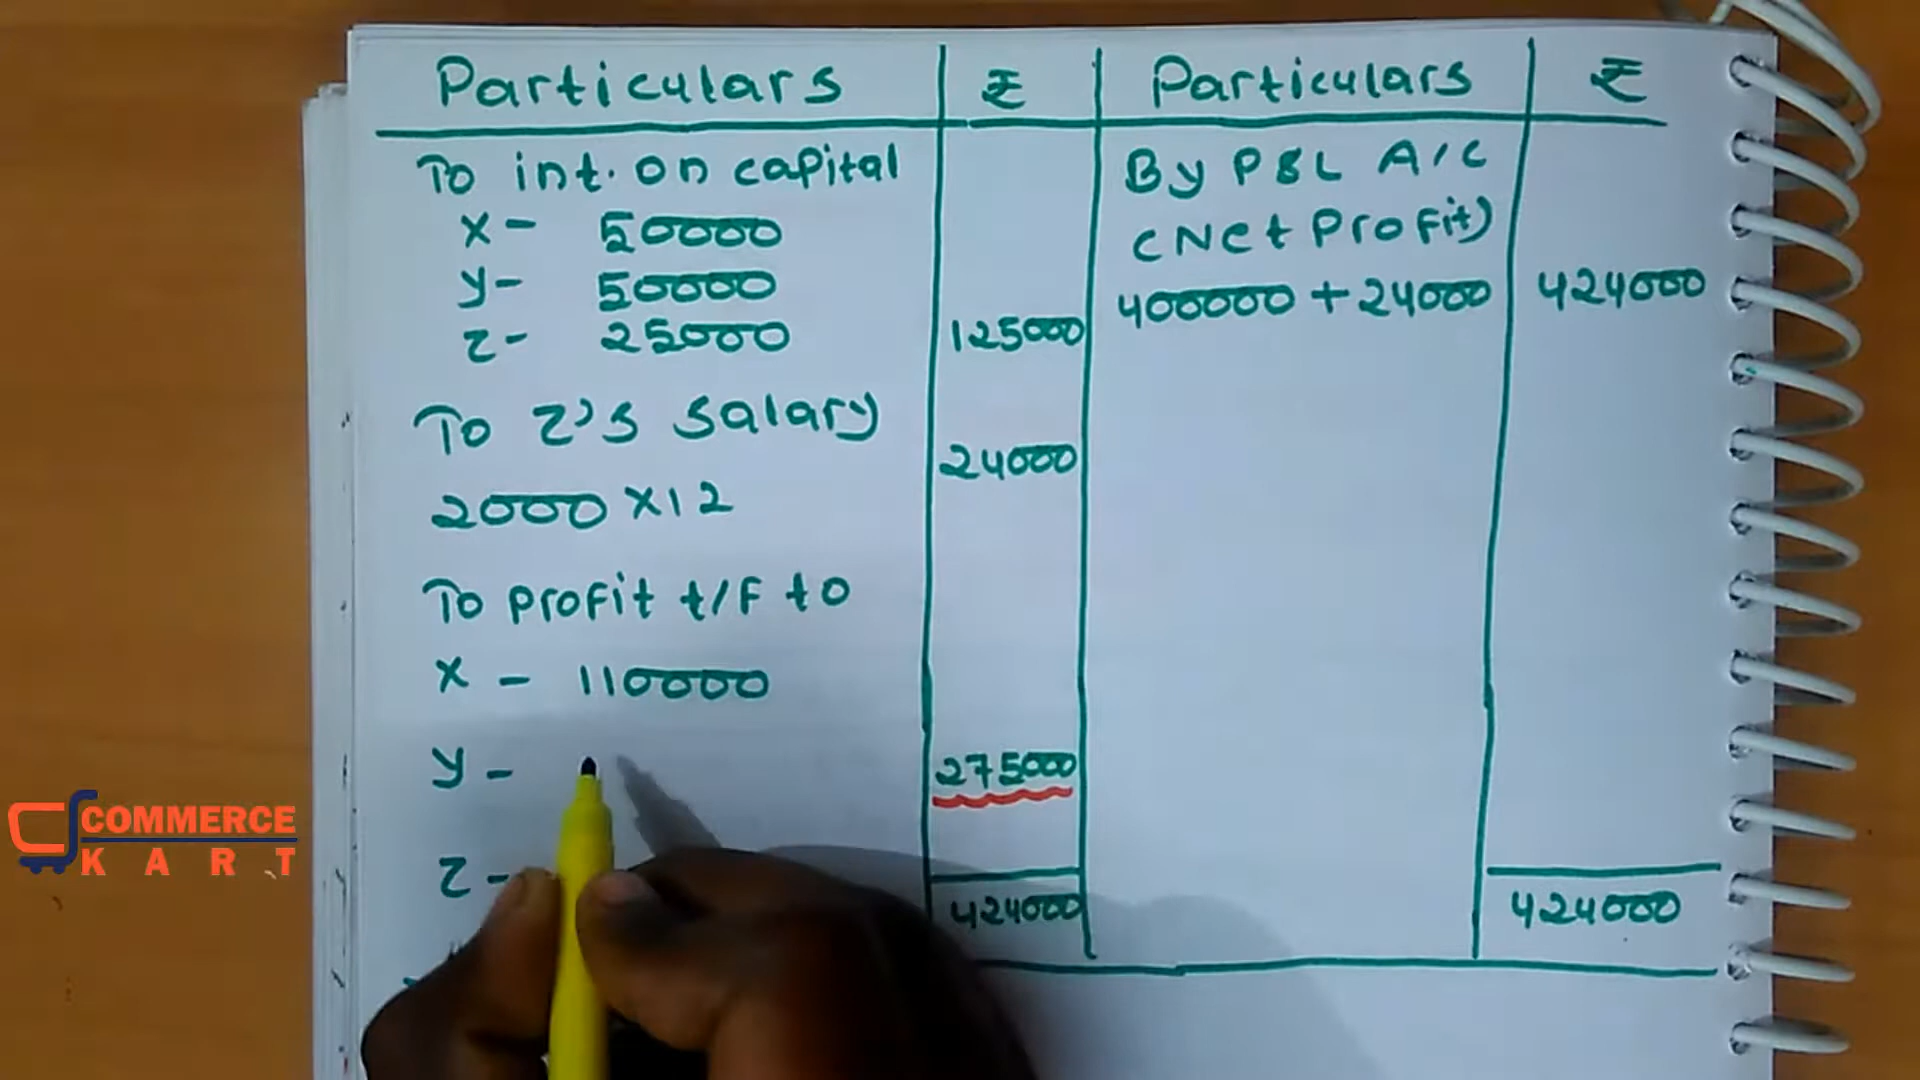 Particulars ₹ Particulars ₹
To int. on capital
X - 50000
Y - 50000
Z - 25000
125000
To Z's Salary
24000
2000 x 12
To Profit t/F to
X - 110000
Y -
275000
Z -
424000
By P&L A/C
(Net Profit)
400000 + 24000 424000
424000
COMMERCE
KART